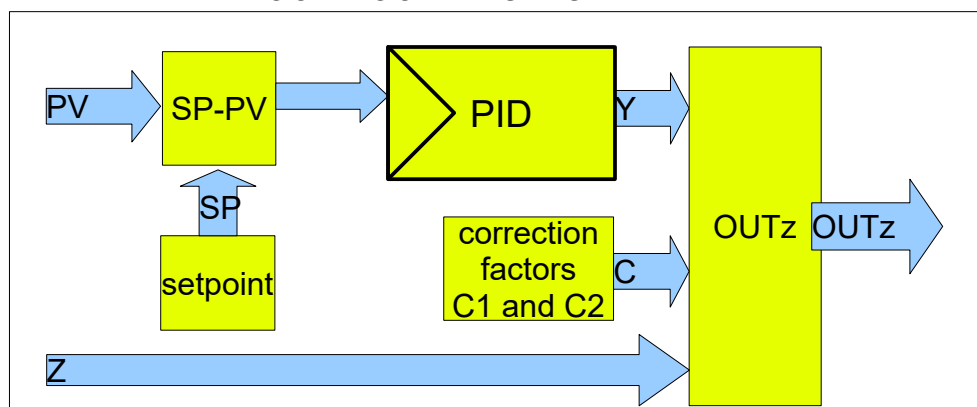 PV
SP-PV
PID
Y
SP
setpoint
correction
factors
C1 and C2
C
OUTz
OUTz
Z